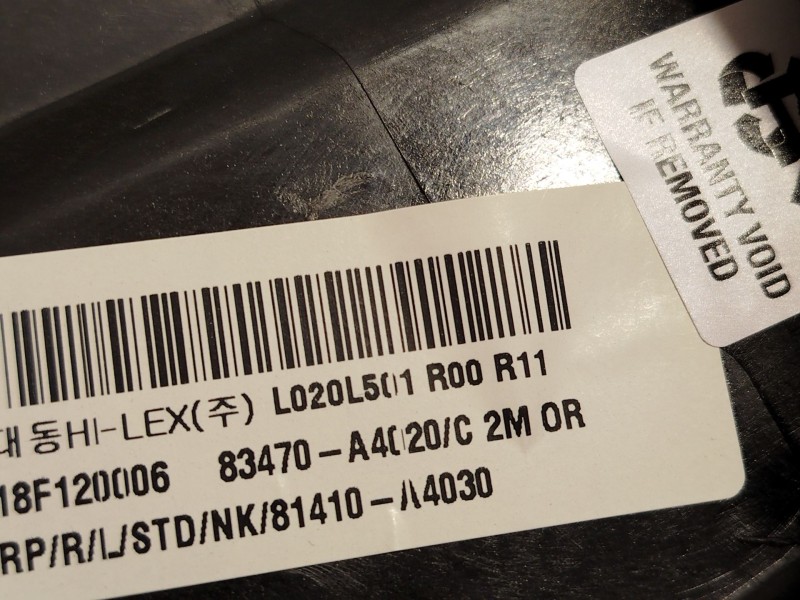 WARRANTY VOID
IF REMOVED
대동HI-LEX(주) L020L501 R00 R11
18F120006 83470-A4020/C 2M OR
RP/R/L/STD/NK/81410-A4030